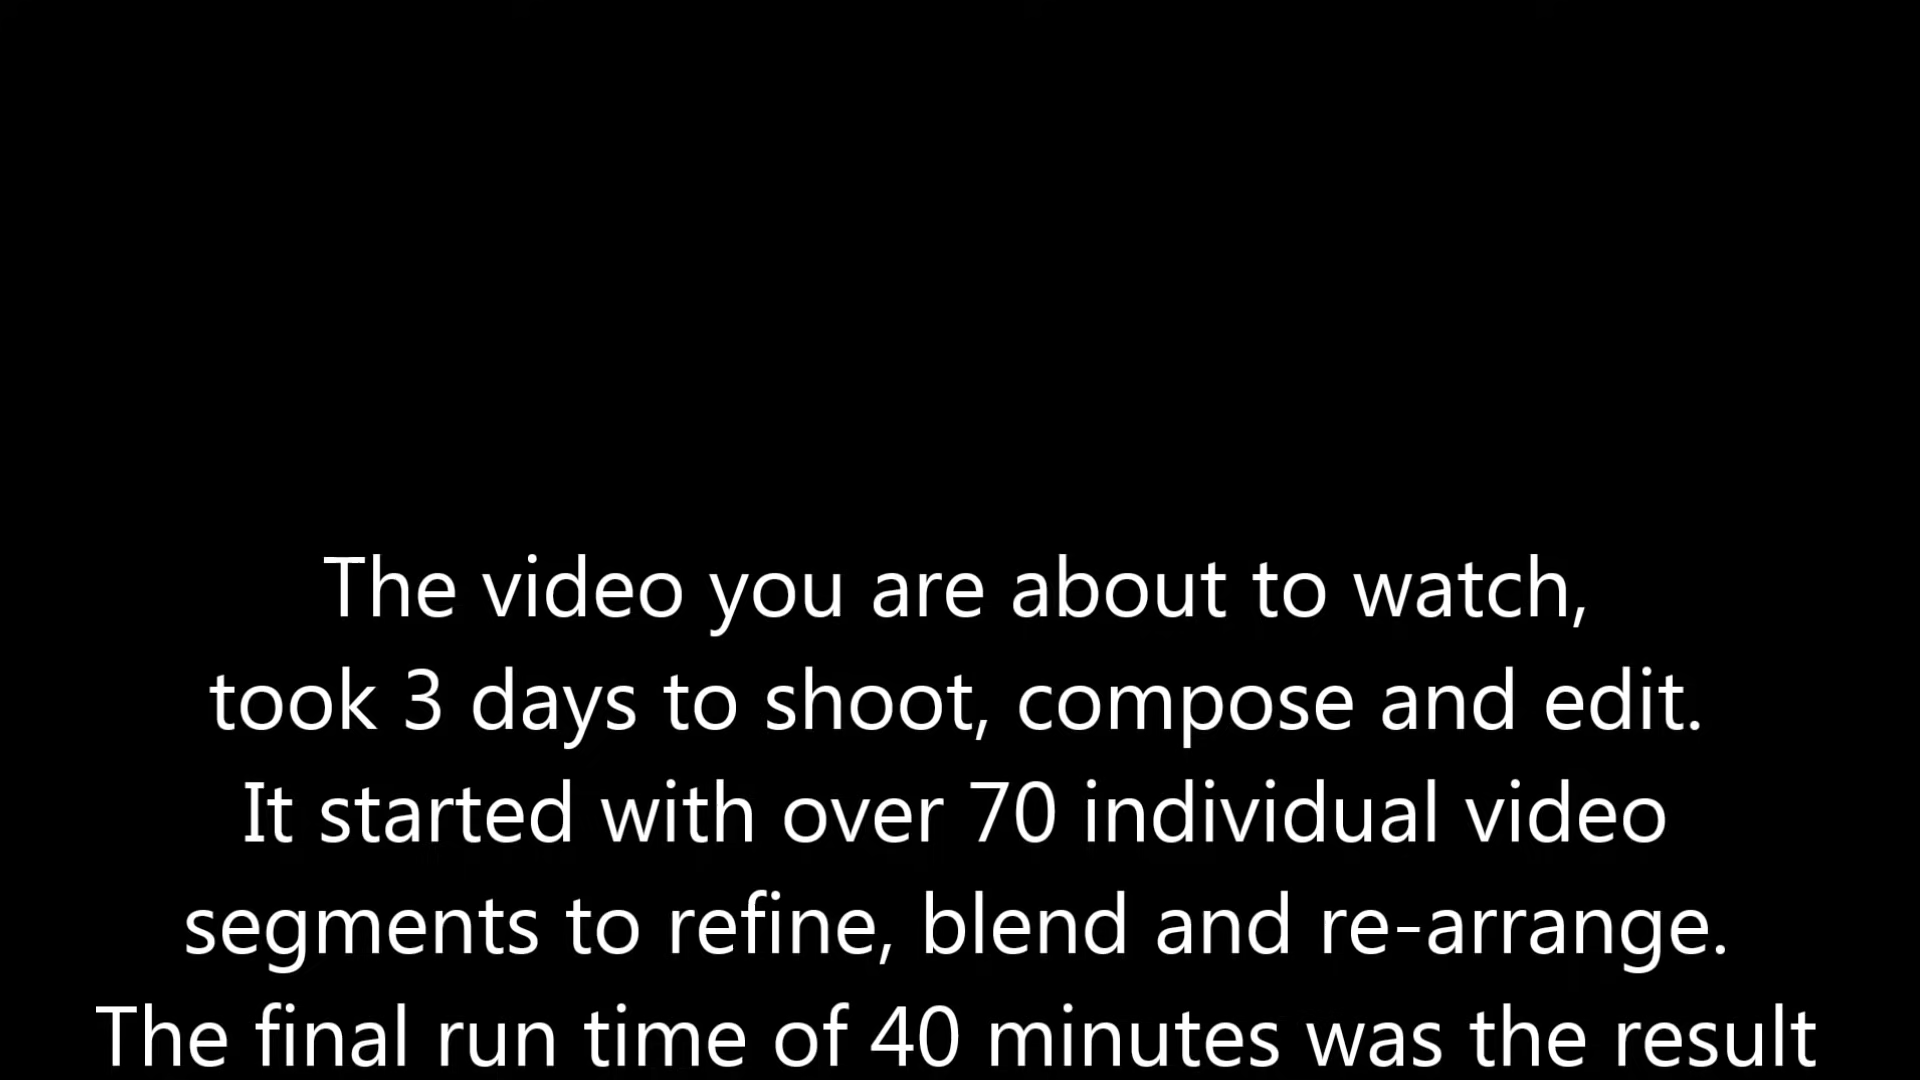 The video you are about to watch,
took 3 days to shoot, compose and edit.
It started with over 70 individual video
segments to refine, blend and re-arrange.
The final run time of 40 minutes was the result